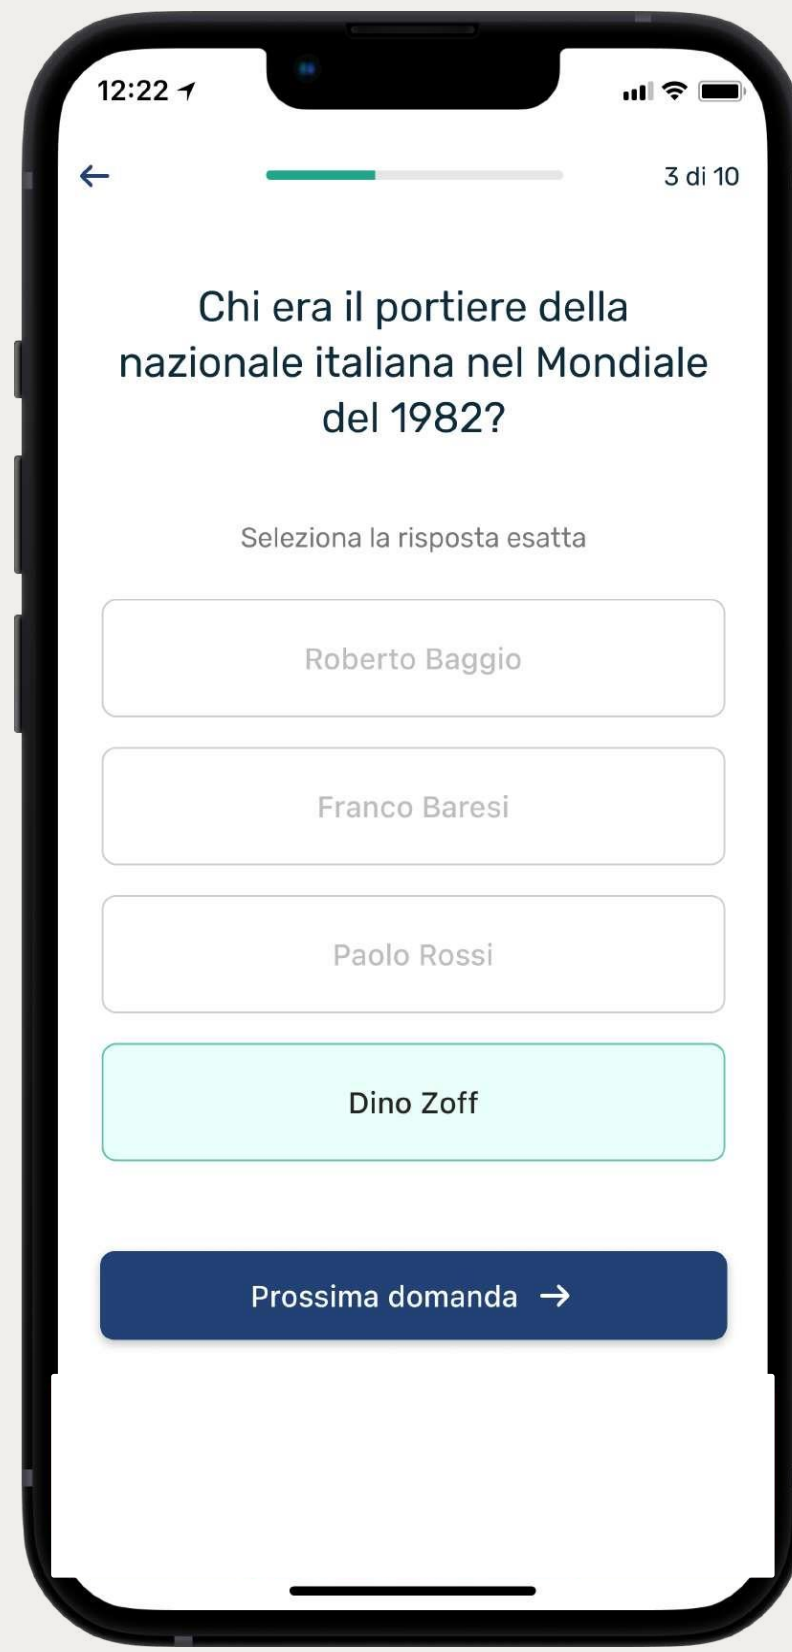 12:22
3 di 10
Chi era il portiere della
nazionale italiana nel Mondiale
del 1982?
Seleziona la risposta esatta
Roberto Baggio
Franco Baresi
Paolo Rossi
Dino Zoff
Prossima domanda →